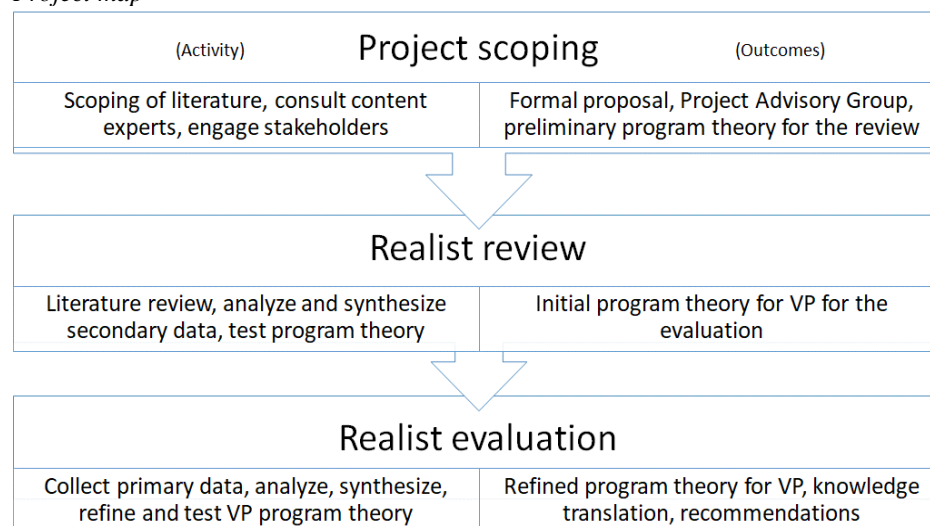 Project map
(Activity) Project scoping (Outcomes)
Scoping of literature, consult content
experts, engage stakeholders
Formal proposal, Project Advisory Group,
preliminary program theory for the review
Realist review
Literature review, analyze and synthesize
secondary data, test program theory
Initial program theory for VP for the
evaluation
Realist evaluation
Collect primary data, analyze, synthesize,
refine and test VP program theory
Refined program theory for VP, knowledge
translation, recommendations